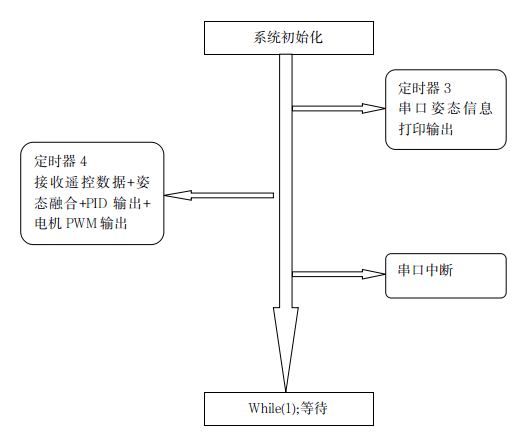 系统初始化
定时器 3
串口姿态信息
打印输出
定时器 4
接收遥控数据+姿
态融合+PID 输出+
电机 PWM 输出
串口中断
While(1);等待